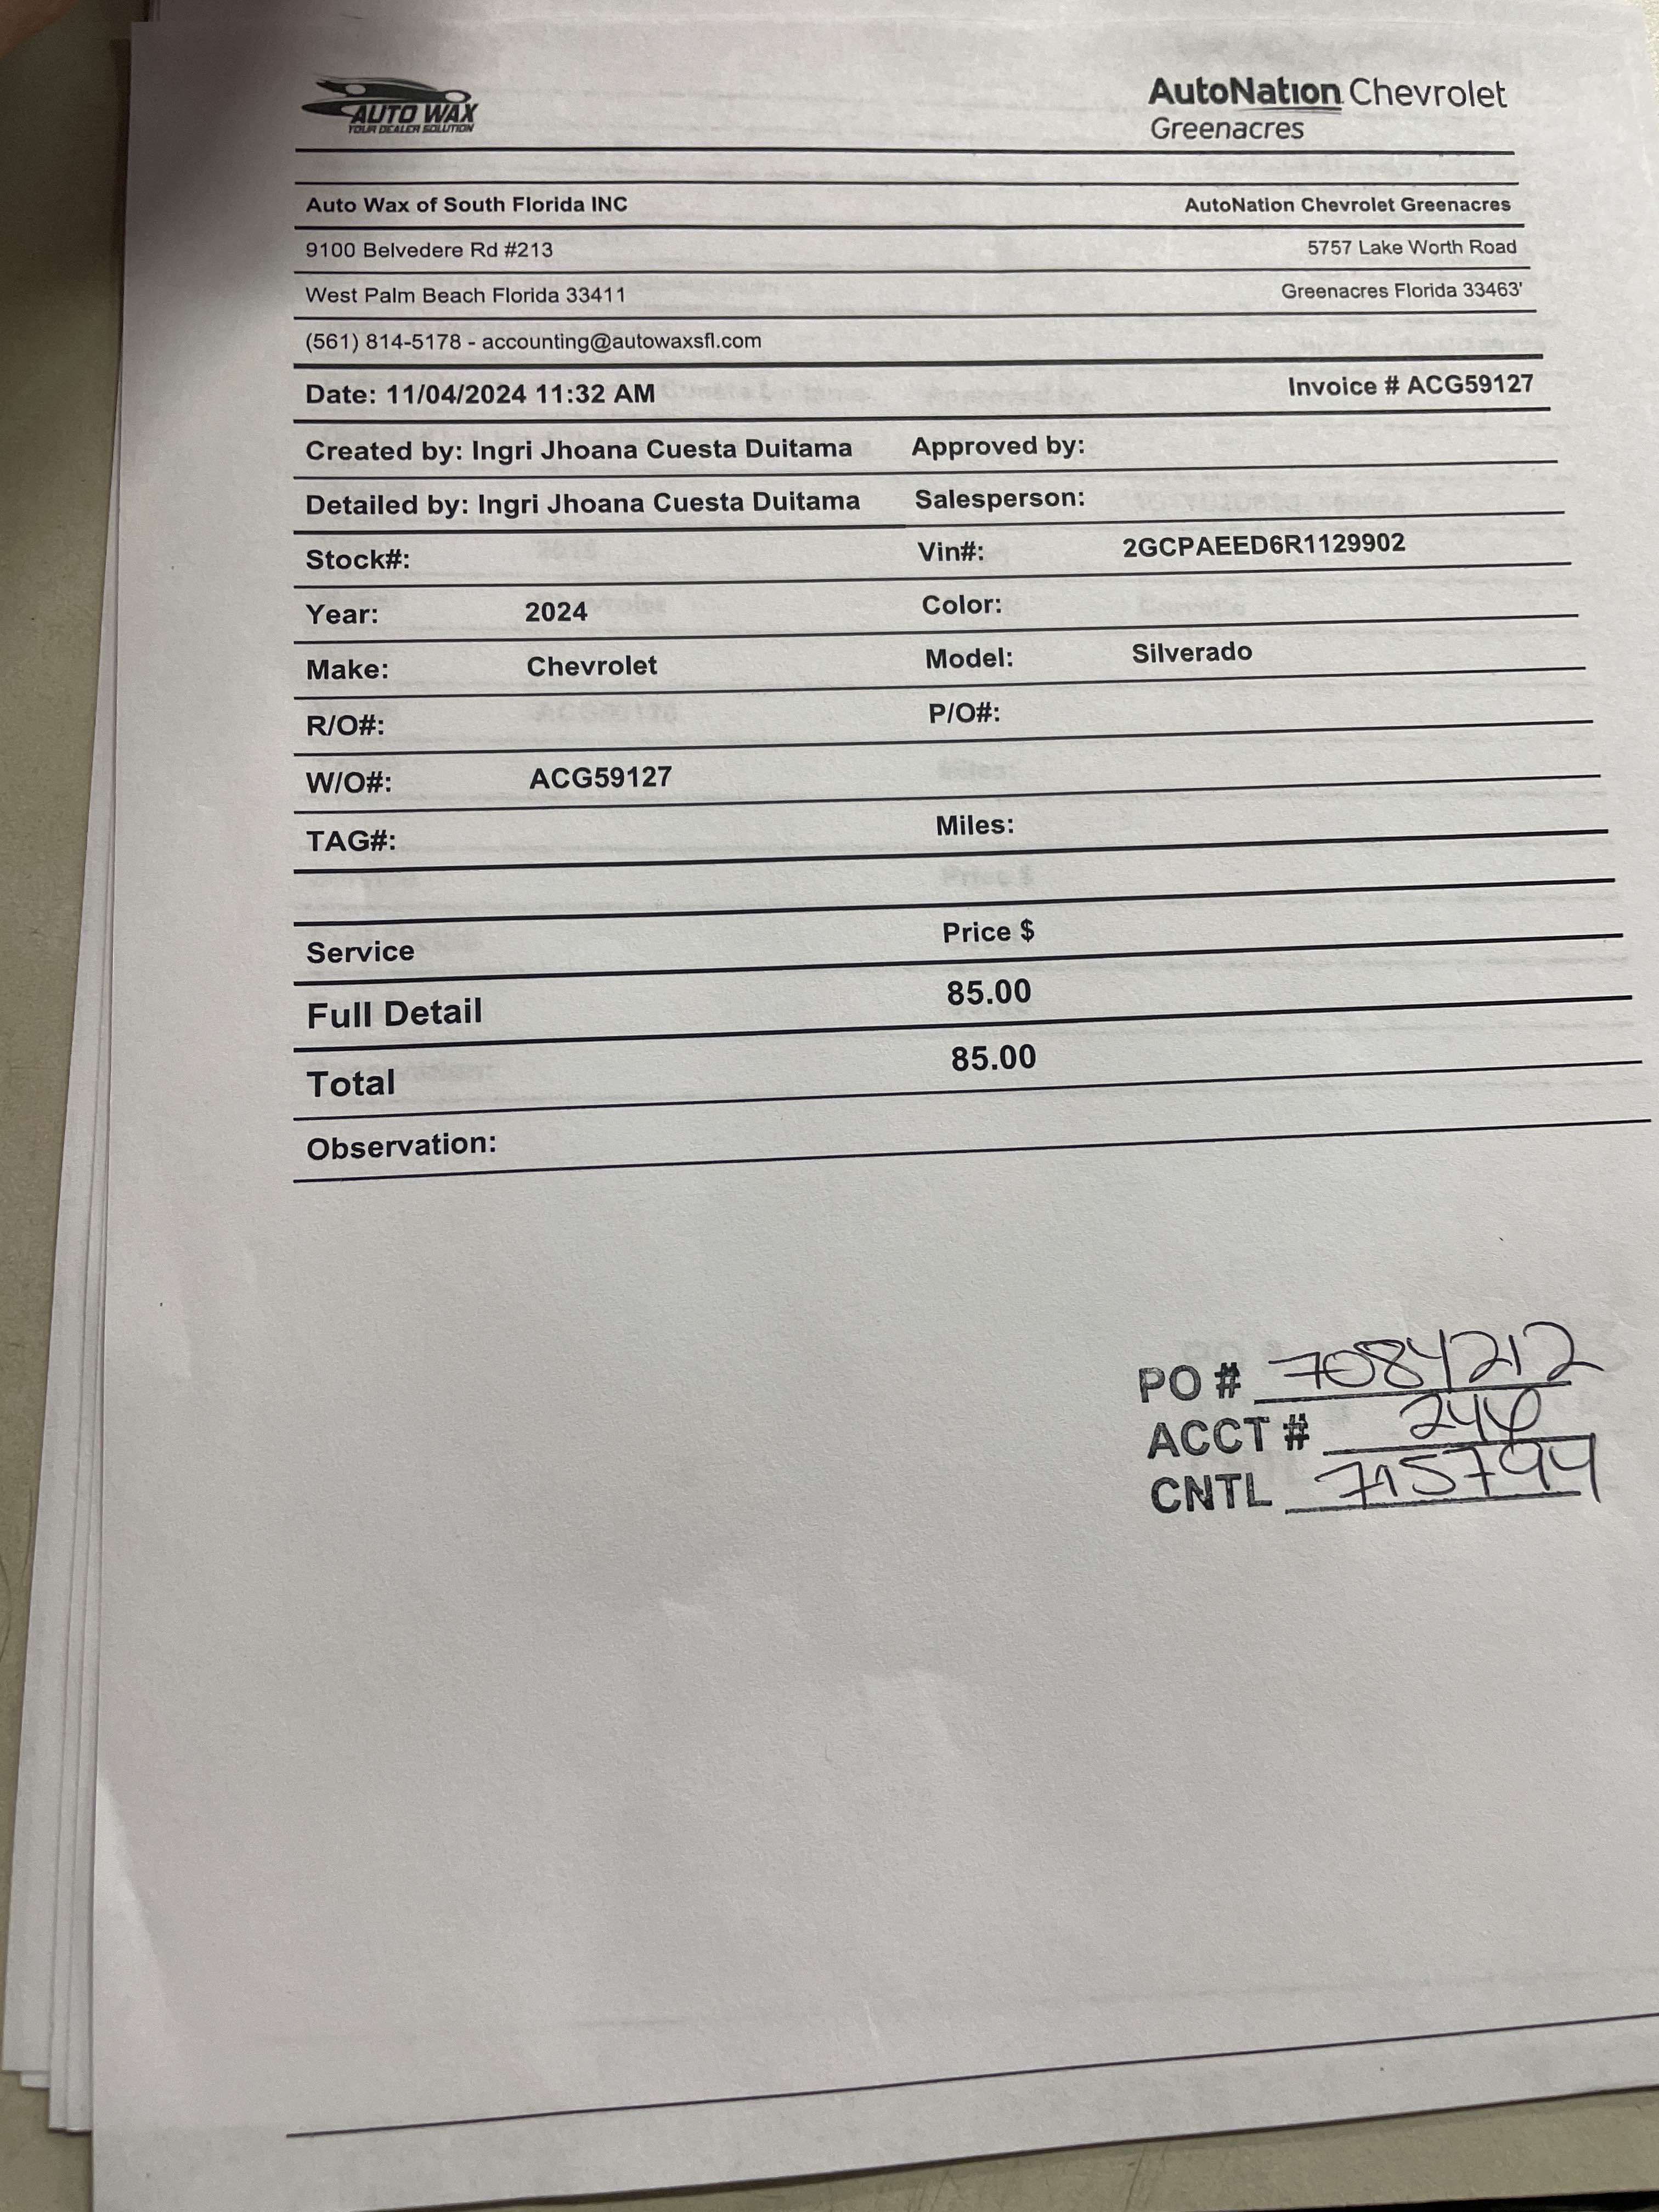 AUTO WAX
YOUR DEALER SOLUTION
AutoNation Chevrolet
Greenacres
Auto Wax of South Florida INC AutoNation Chevrolet Greenacres
9100 Belvedere Rd #213 5757 Lake Worth Road
West Palm Beach Florida 33411 Greenacres Florida 33463'
(561) 814-5178 - accounting@autowaxsfl.com
Date: 11/04/2024 11:32 AM Invoice # ACG59127
Created by: Ingri Jhoana Cuesta Duitama Approved by:
Detailed by: Ingri Jhoana Cuesta Duitama Salesperson:
Stock#: Vin#: 2GCPAEED6R1129902
Year: 2024 Color:
Make: Chevrolet Model: Silverado
R/O#: P/O#:
W/O#: ACG59127
TAG#: Miles:
Service Price $
Full Detail 85.00
Total 85.00
Observation:
PO # 7084212
ACCT #
CNTL